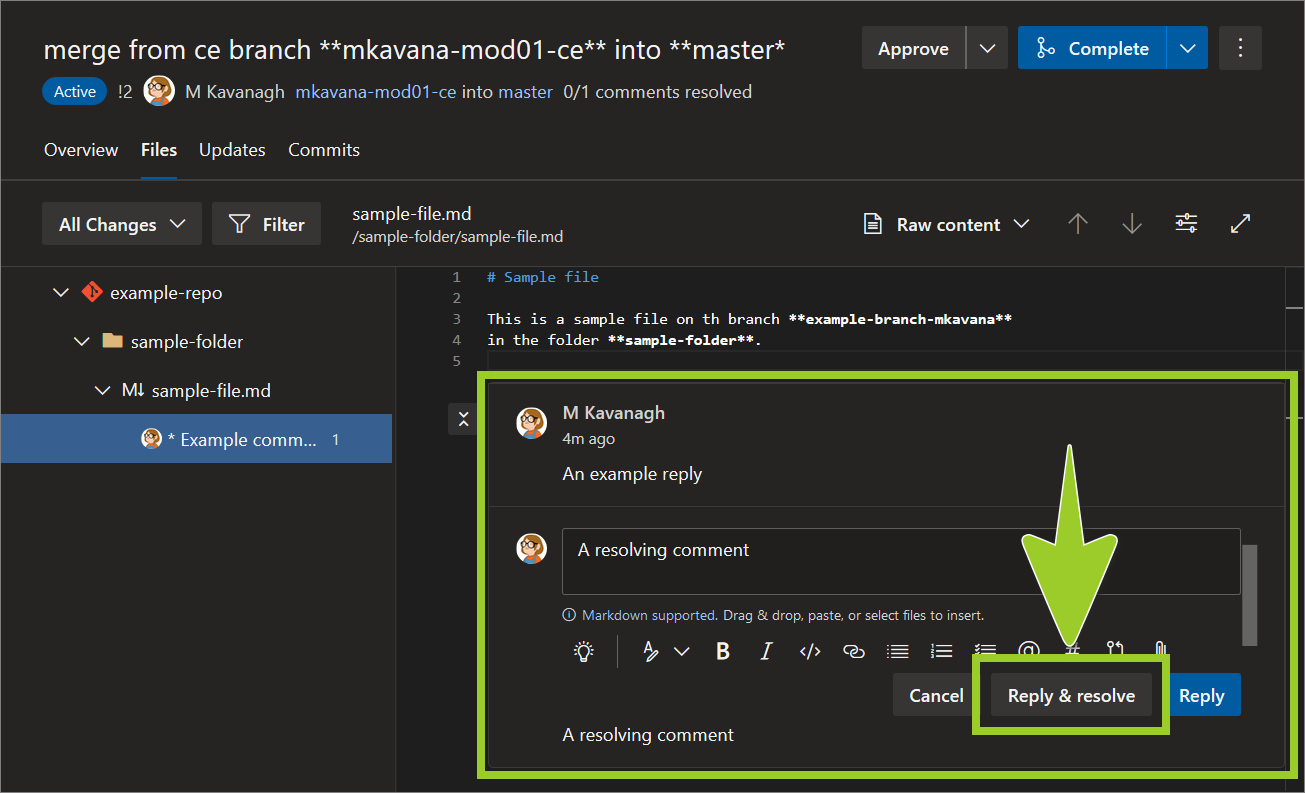 merge from ce branch **mkavana-mod01-ce** into **master*
Approve
Complete
Active !2 M Kavanagh mkavana-mod01-ce into master 0/1 comments resolved
Overview Files Updates Commits
All Changes
Filter
sample-file.md
/sample-folder/sample-file.md
Raw content
example-repo
sample-folder
M↓ sample-file.md
* Example comm... 1
1 # Sample file
2
3 This is a sample file on th branch **example-branch-mkavana**
4 in the folder **sample-folder**.
5
M Kavanagh
4m ago
An example reply
A resolving comment
Markdown supported. Drag & drop, paste, or select files to insert.
B I </> @ #
Cancel Reply & resolve Reply
A resolving comment